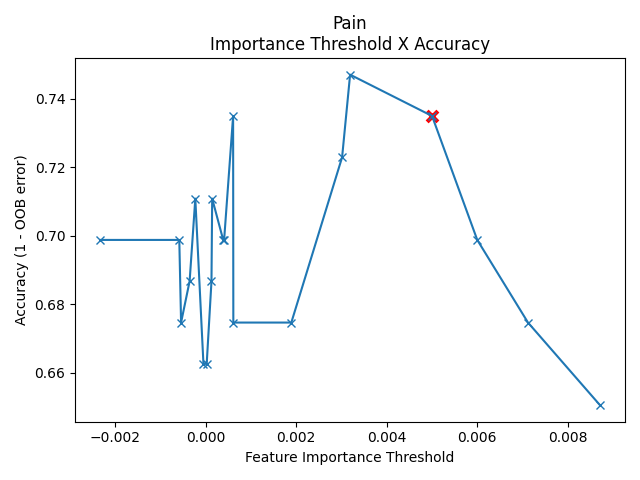 Pain
Importance Threshold X Accuracy
Accuracy (1 - OOB error)
0.74
0.72
0.70
0.68
0.66
−0.002 0.000 0.002 0.004 0.006 0.008
Feature Importance Threshold